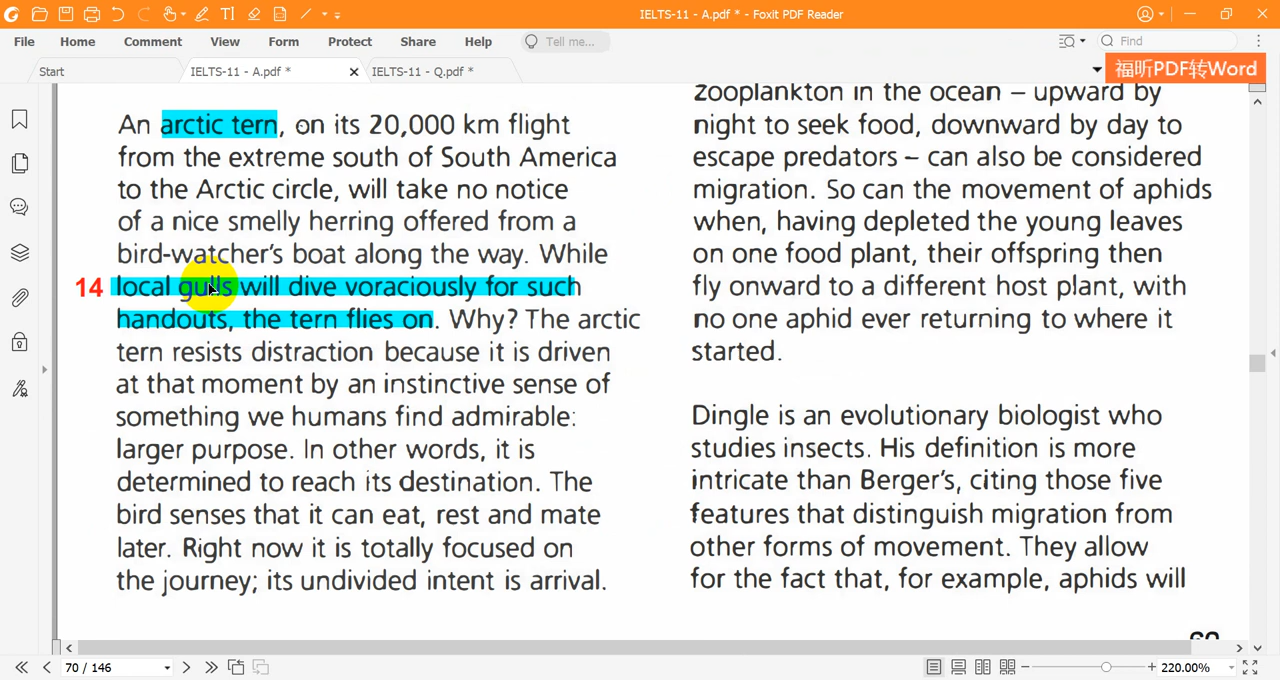 IELTS-11 - A.pdf * - Foxit PDF Reader
File Home Comment View Form Protect Share Help Tell me... Find
Start IELTS-11 - A.pdf * IELTS-11 - Q.pdf * 福昕PDF转Word
An arctic tern, on its 20,000 km flight
from the extreme south of South America
to the Arctic circle, will take no notice
of a nice smelly herring offered from a
bird-watcher's boat along the way. While
14 local gulls will dive voraciously for such
handouts, the tern flies on. Why? The arctic
tern resists distraction because it is driven
at that moment by an instinctive sense of
something we humans find admirable:
larger purpose. In other words, it is
determined to reach its destination. The
bird senses that it can eat, rest and mate
later. Right now it is totally focused on
the journey; its undivided intent is arrival.
zooplankton in the ocean – upward by
night to seek food, downward by day to
escape predators – can also be considered
migration. So can the movement of aphids
when, having depleted the young leaves
on one food plant, their offspring then
fly onward to a different host plant, with
no one aphid ever returning to where it
started.
Dingle is an evolutionary biologist who
studies insects. His definition is more
intricate than Berger's, citing those five
features that distinguish migration from
other forms of movement. They allow
for the fact that, for example, aphids will
70 / 146 220.00%